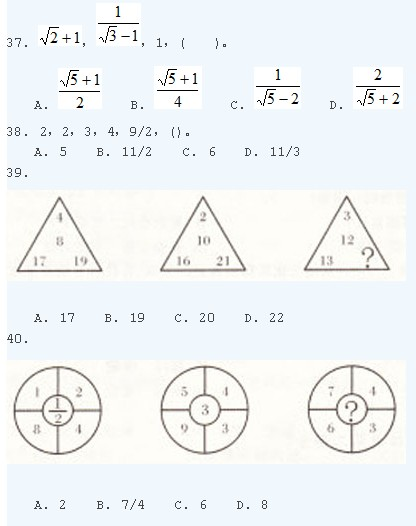 37. √2+1, 1/(√3-1), 1, (   )。
A. (√5+1)/2 B. (√5+1)/4 C. 1/(√5-2) D. 2/(√5+2)
38. 2, 2, 3, 4, 9/2, ()。
A. 5 B. 11/2 C. 6 D. 11/3
39.
4 2 3
8 10 12
17 19 16 21 13 ?
A. 17 B. 19 C. 20 D. 22
40.
1 2 5 4 7 4
1/2 3 ?
8 4 9 3 6 3
A. 2 B. 7/4 C. 6 D. 8